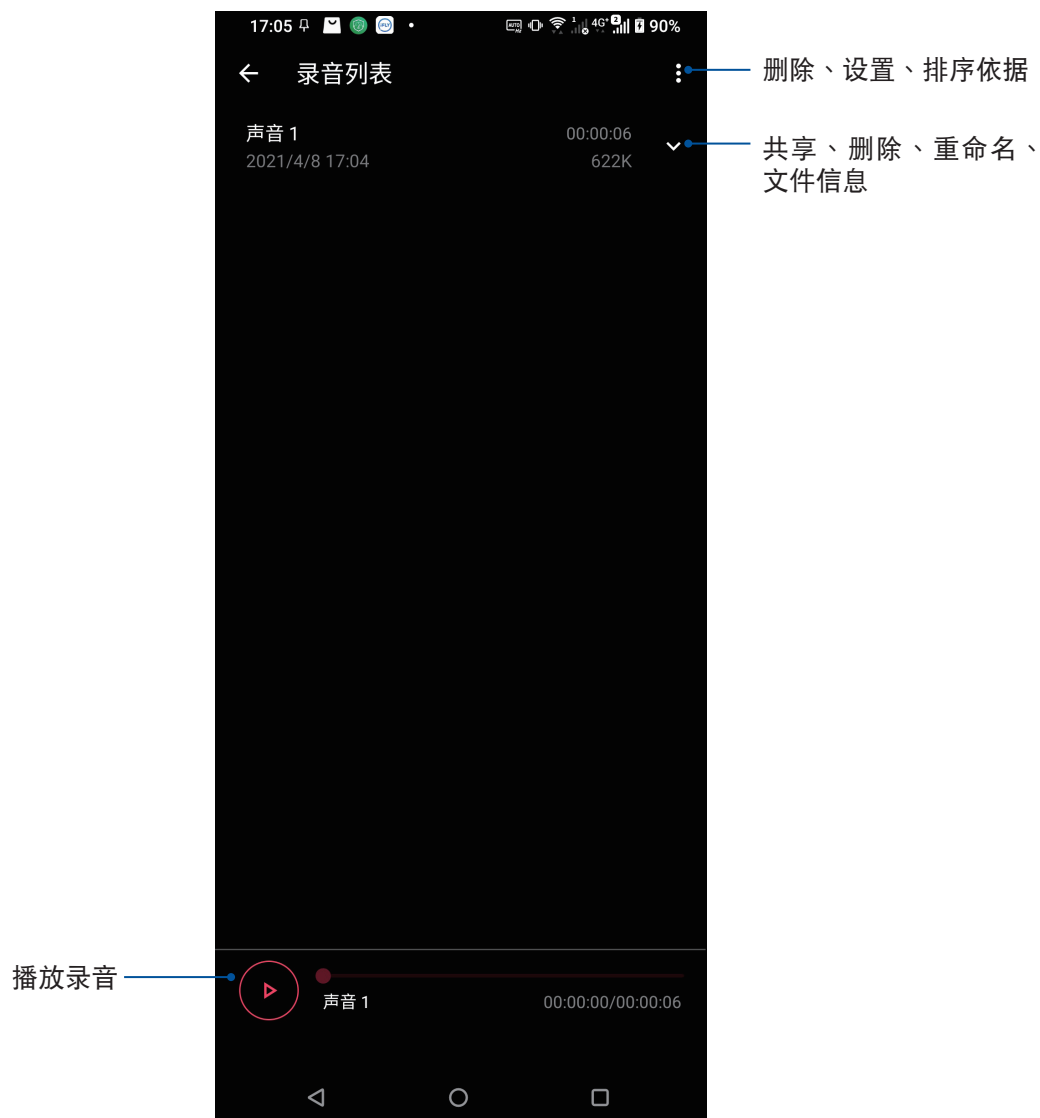 17:05
4G+
90%
录音列表
删除、设置、排序依据
声音 1
00:00:06
2021/4/8 17:04
622K
共享、删除、重命名、
文件信息
播放录音
声音 1
00:00:00/00:00:06